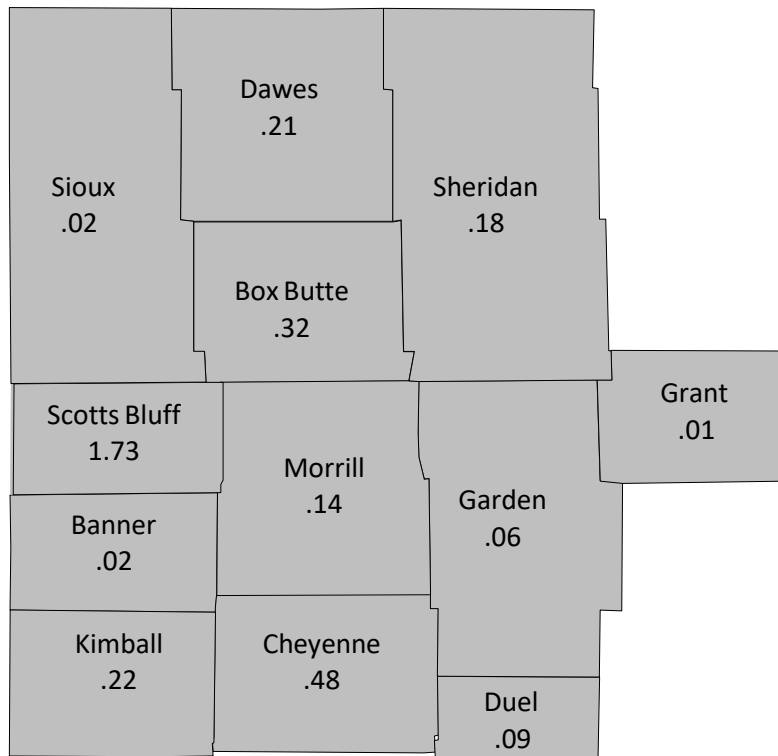 Dawes
.21
Sioux
.02
Sheridan
.18
Box Butte
.32
Grant
.01
Scotts Bluff
1.73
Morrill
.14
Garden
.06
Banner
.02
Kimball
.22
Cheyenne
.48
Duel
.09